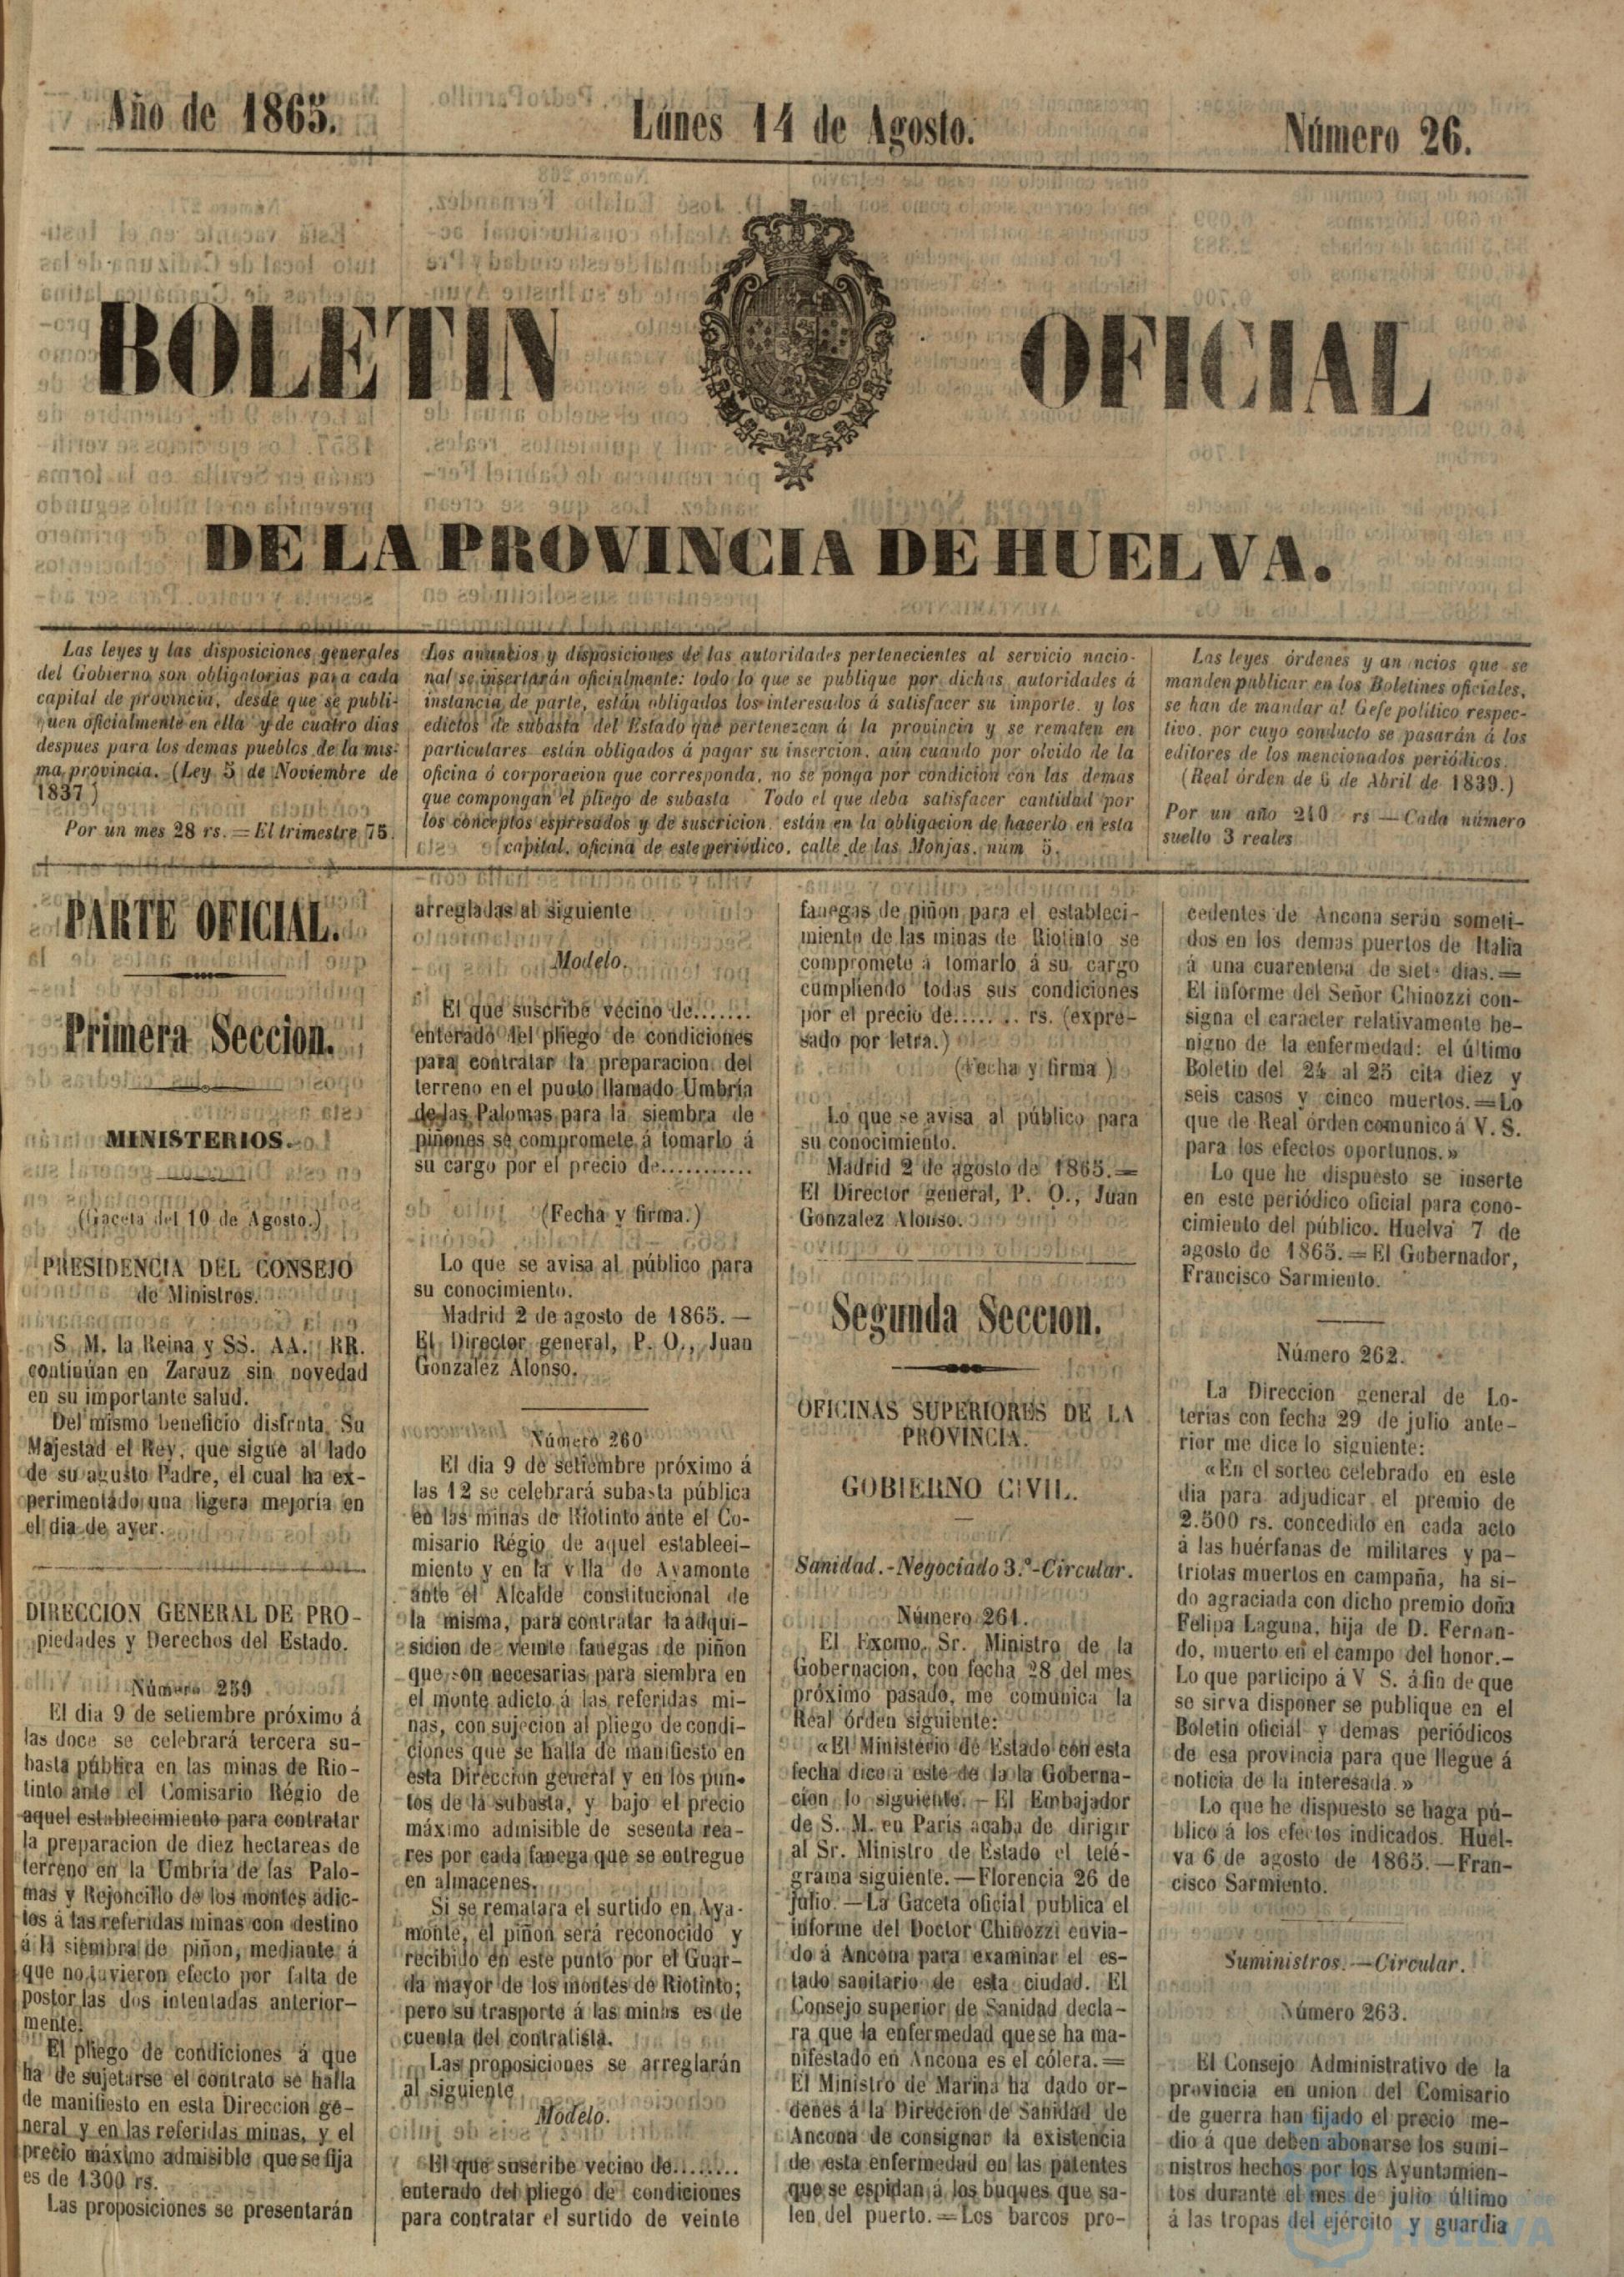 Año de 1865.
Lúnes 14 de Agosto.
Número 26.
BOLETIN OFICIAL
DE LA PROVINCIA DE HUELVA.
Las leyes y las disposiciones generales
del Gobierno son obligatorias para cada
capital de provincia, desde que se publi-
quen oficialmente en ella y de cuatro dias
despues para los demas pueblos de la mis-
ma provincia. (Ley 3 de Noviembre de
1837.)
Por un mes 28 rs.=El trimestre 75.
Los anuncios y disposiciones de las autoridades pertenecientes al servicio nacio-
nal se insertarán oficialmente: todo lo que se publique por dichas autoridades á
instancia de parte, están obligados los interesados á satisfacer su importe. y los
edictos de subasta del Estado que pertenezcan á la provincia y se rematen en
particulares están obligados á pagar su insercion, aún cuando por olvido de la
oficina ó corporacion que corresponda, no se ponga por condicion con las demas
que compongan el pliego de subasta Todo el que deba satisfacer cantidad por
los conceptos espresados y de suscricion. están en la obligacion de hacerlo en esta
capital, oficina de este periódico, calle de las Monjas, núm 5.
Las leyes órdenes y an ncios que se
manden publicar en los Boletines oficiales,
se han de mandar al Gefe político respec-
tivo, por cuyo conducto se pasarán á los
editores de los mencionados periódicos.
(Real órden de 6 de Abril de 1839.)
Por un año 240 rs —Cada número
suelto 3 reales
PARTE OFICIAL.
Primera Seccion.
MINISTERIOS.
(Gaceta del 10 de Agosto.)
PRESIDENCIA DEL CONSEJO
de Ministros.
S. M. la Reina y SS. AA. RR.
continúan en Zarauz sin novedad
en su importante salud.
Del mismo beneficio disfruta Su
Majestad el Rey, que sigue al lado
de su agusto Padre, el cual ha ex-
perimentado una ligera mejoría en
el dia de ayer.
DIRECCION GENERAL DE PRO-
piedades y Derechos del Estado.
Número 259
El dia 9 de setiembre próximo á
las doce se celebrará tercera su-
basta pública en las minas de Rio-
tinto ante el Comisario Régio de
aquel establecimiento para contratar
la preparacion de diez hectareas de
terreno en la Umbria de las Palo-
mas y Rejoncillo de los montes adic-
tos á las referidas minas con destino
á la siembra de piñon, mediante á
que no tuvieron efecto por falta de
postor las dos intentadas anterior-
mente.
El pliego de condiciones á que
ha de sujetarse el contrato se halla
de manifiesto en esta Direccion ge-
neral y en las referidas minas, y el
precio máximo admisible que se fija
es de 1300 rs.
Las proposiciones se presentarán
arregladas al siguiente
Modelo.
El que suscribe vecino de.......
enterado del pliego de condiciones
para contratar la preparacion del
terreno en el punto llamado Umbría
de las Palomas para la siembra de
piñones se compromete á tomarlo á
su cargo por el precio de...........
(Fecha y firma.)
Lo que se avisa al público para
su conocimiento.
Madrid 2 de agosto de 1865.—
El Director general, P. O., Juan
Gonzalez Alonso.
Número 260
El dia 9 de setiembre próximo á
las 12 se celebrará subasta pública
en las minas de Riotinto ante el Co-
misario Régio de aquel estableci-
miento y en la v lla de Ayamonte
ante el Alcalde constitucional de
la misma, para contratar la adqui-
sicion de veinte fanegas de piñon
que son necesarias para siembra en
el monte adicto á las referidas mi-
nas, con sujecion al pliego de condi-
ciones que se halla de manifiesto en
esta Direccion general y en los pun-
tos de la subasta, y bajo el precio
máximo admisible de sesenta rea-
res por cada fanega que se entregue
en almacenes.
Si se rematara el surtido en Aya-
monte, el piñon será reconocido y
recibido en este punto por el Guar-
da mayor de los montes de Riotinto;
pero su trasporte á las minas es de
cuenta del contratista.
Las proposiciones se arreglarán
al siguiente
Modelo.
El que suscribe vecino de........
enterado del pliego de condiciones
para contratar el surtido de veinte
fanegas de piñon para el estableci-
miento de las minas de Riotinto se
compromete á tomarlo á su cargo
cumpliendo todas sus condiciones
por el precio de...... .. rs. (expre-
sado por letra.)
(Fecha y firma )
Lo que se avisa al público para
su conocimiento.
Madrid 2 de agosto de 1865.=
El Director general, P. O., Juan
Gonzalez Alonso.
Segunda Seccion.
OFICINAS SUPERIORES DE LA
PROVINCIA.
GOBIERNO CIVIL.
Sanidad.-Negociado 3.º-Circular.
Número 261.
El Excmo. Sr. Ministro de la
Gobernacion, con fecha 28 del mes
próximo pasado, me comunica la
Real órden siguiente:
«El Ministerio de Estado con esta
fecha dice á este de la la Goberna-
cion lo siguiente.—El Embajador
de S. M. en París acaba de dirigir
al Sr. Ministro de Estado el telé-
grama siguiente.—Florencia 26 de
julio.—La Gaceta oficial publica el
informe del Doctor Chinozzi envia-
do á Ancona para examinar el es-
tado sanitario de esta ciudad. El
Consejo superior de Sanidad decla-
ra que la enfermedad que se ha ma-
nifestado en Ancona es el cólera.=
El Ministro de Marina ha dado or-
denes á la Direccion de Sanidad de
Ancona de consignar la existencia
de esta enfermedad en las patentes
que se espidan á los buques que sa-
len del puerto.=Los barcos pro-
cedentes de Ancona serán someti-
dos en los demas puertos de Italia
á una cuarentena de siete dias.=
El informe del Señor Chinozzi con-
signa el carácter relativamente be-
nigno de la enfermedad: el último
Boletin del 24 al 25 cita diez y
seis casos y cinco muertos.=Lo
que de Real órden comunico á V. S.
para los efectos oportunos.»
Lo que he dispuesto se inserte
en este periódico oficial para cono-
cimiento del público. Huelva 7 de
agosto de 1865.=El Gobernador,
Francisco Sarmiento.
Número 262.
La Direccion general de Lo-
terias con fecha 29 de julio ante-
rior me dice lo siguiente:
«En el sorteo celebrado en este
dia para adjudicar el premio de
2.500 rs. concedido en cada acto
á las huérfanas de militares y pa-
triotas muertos en campaña, ha si-
do agraciada con dicho premio doña
Felipa Laguna, hija de D. Fernan-
do, muerto en el campo del honor.-
Lo que participo á V S. á fin de que
se sirva disponer se publique en el
Boletin oficial y demas periódicos
de esa provincia para que llegue á
noticia de la interesada.»
Lo que he dispuesto se haga pú-
blico á los efectos indicados. Huel-
va 6 de agosto de 1865.—Fran-
cisco Sarmiento.
Suministros.—Circular.
Número 263.
El Consejo Administrativo de la
provincia en union del Comisario
de guerra han fijado el precio me-
dio á que deben abonarse los sumi-
nistros hechos por los Ayuntamien-
tos durante el mes de julio último
á las tropas del ejército y guardia
HUELVA